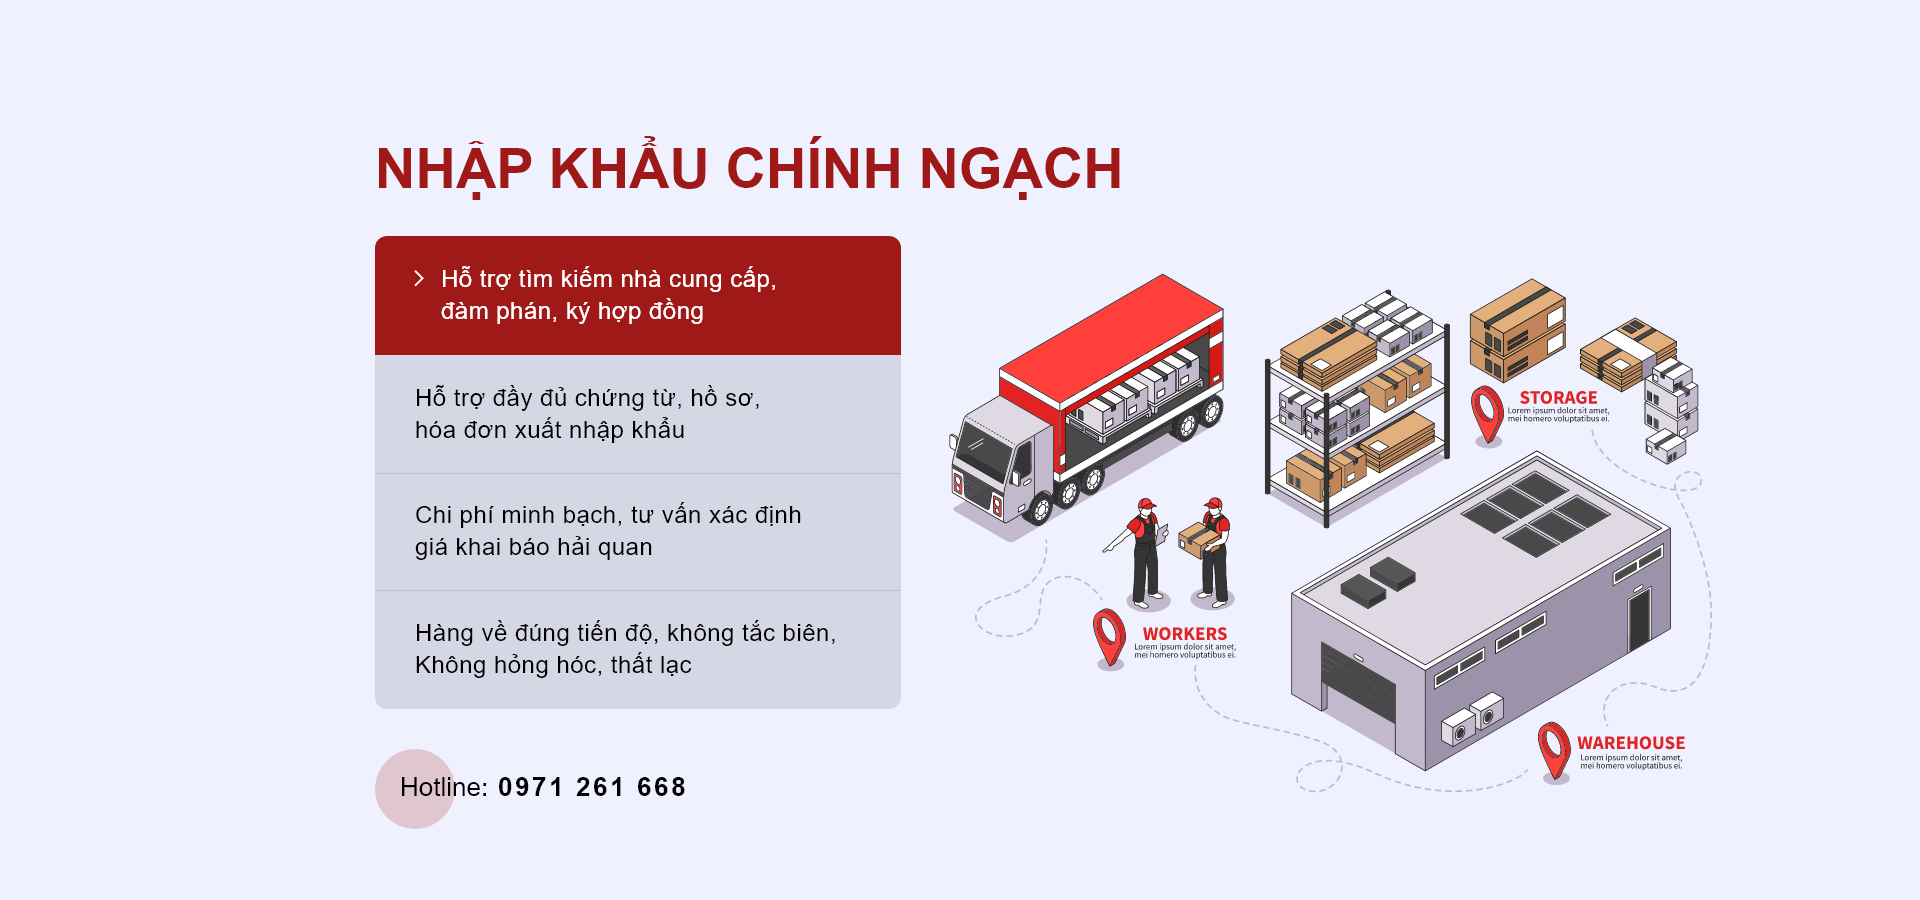 NHẬP KHẨU CHÍNH NGẠCH
Hỗ trợ tìm kiếm nhà cung cấp,
đàm phán, ký hợp đồng
Hỗ trợ đầy đủ chứng từ, hồ sơ,
hóa đơn xuất nhập khẩu
Chi phí minh bạch, tư vấn xác định
giá khai báo hải quan
Hàng về đúng tiến độ, không tắc biên,
Không hỏng hóc, thất lạc
Hotline: 0971 261 668
STORAGE
Lorem ipsum dolor sit amet,
mei homero voluptatibus ei.
WORKERS
Lorem ipsum dolor sit amet,
mei homero voluptatibus ei.
WAREHOUSE
Lorem ipsum dolor sit amet,
mei homero voluptatibus ei.